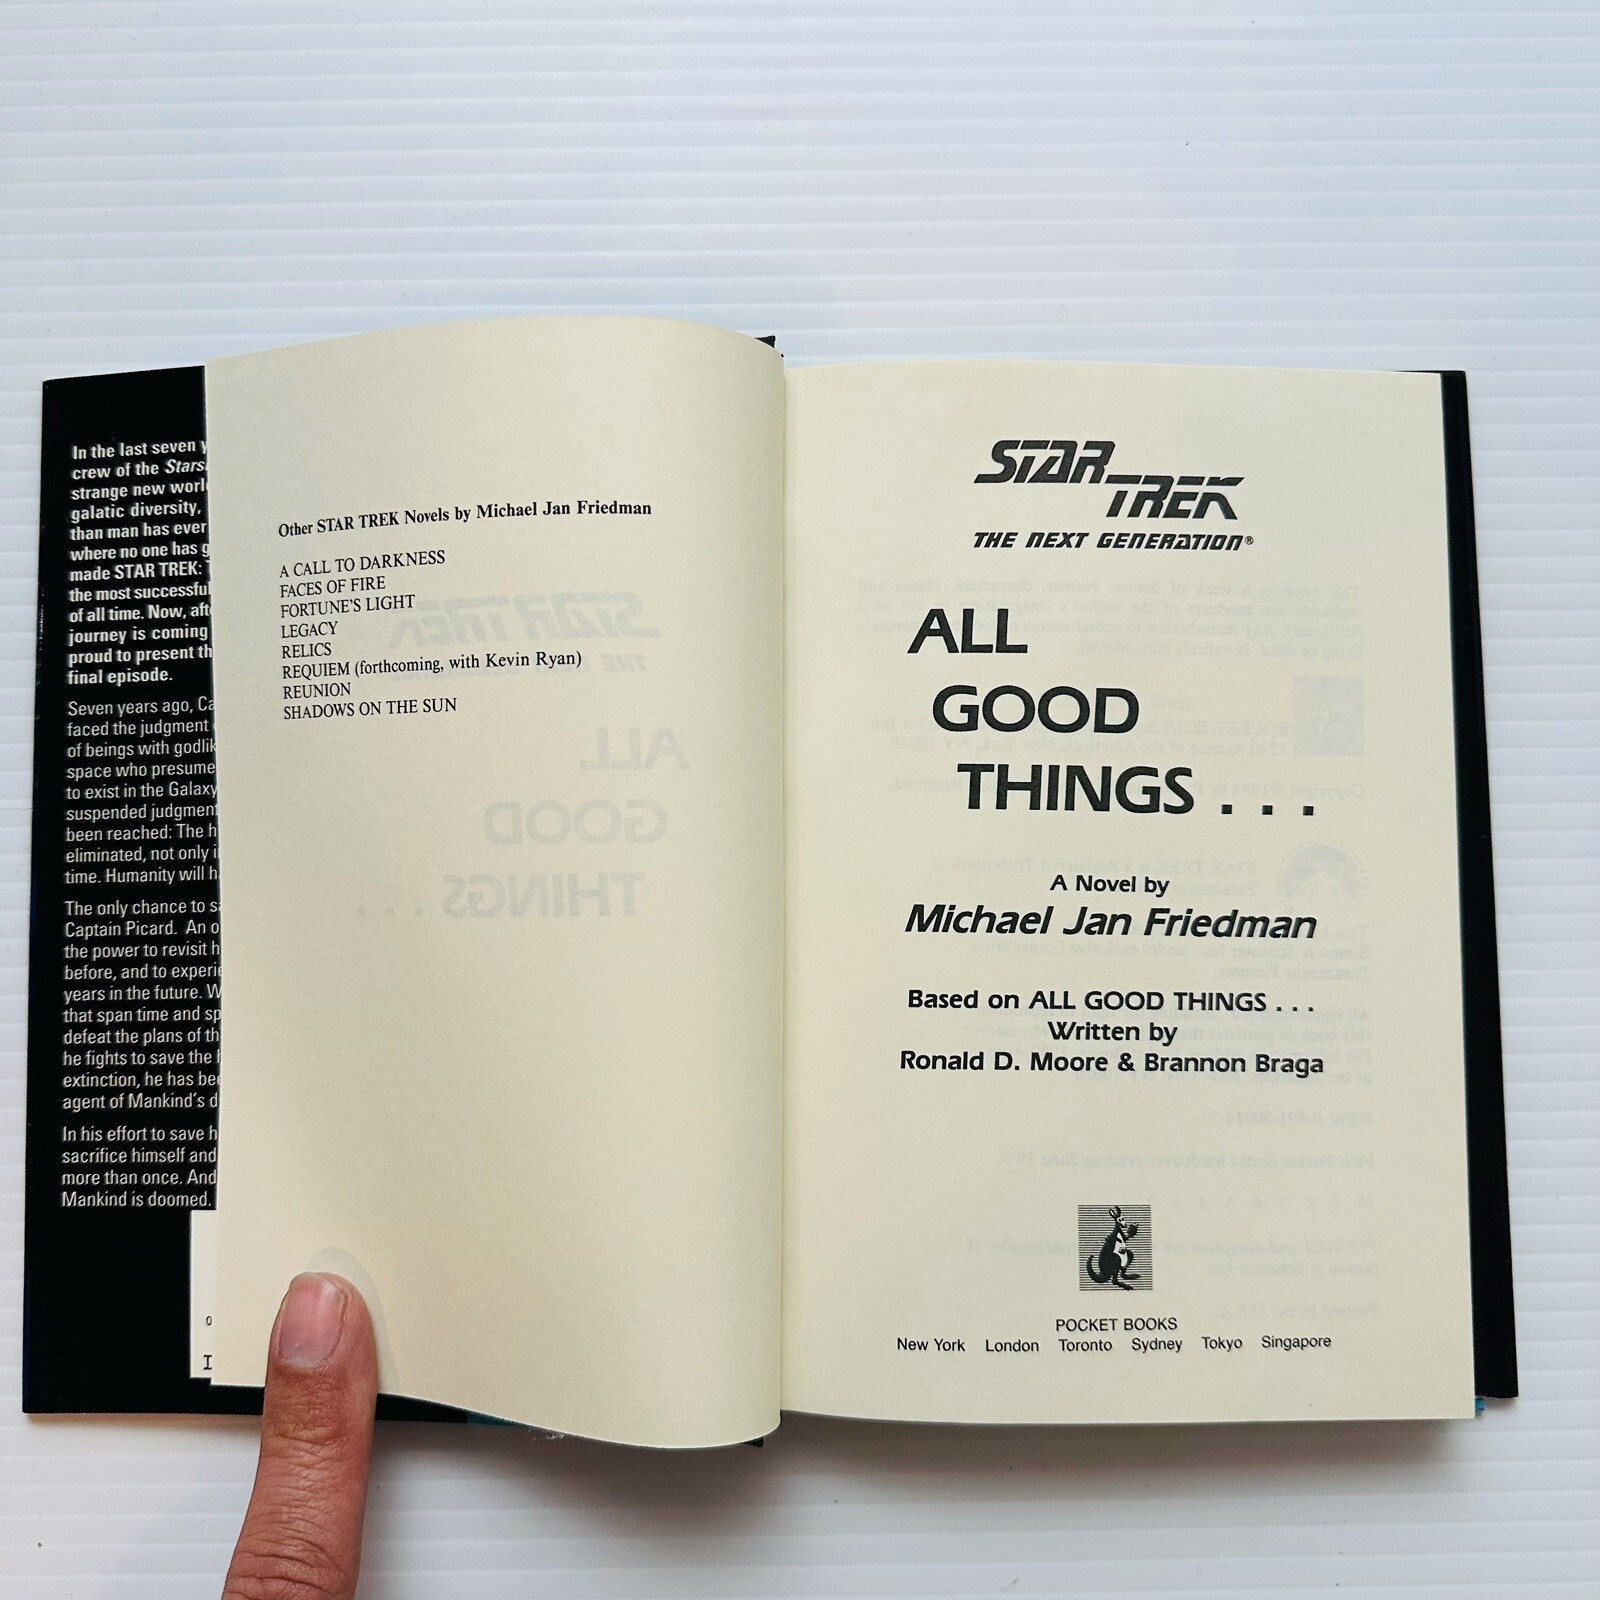 In the last seven y
crew of the Stars
strange new worl
galatic diversity,
than man has ever
where no one has g
made STAR TREK: T
the most successful
of all time. Now, aft
journey is coming
proud to present th
final episode.
Seven years ago, Ca
faced the judgment
of beings with godlik
space who presume
to exist in the Galaxy
suspended judgment
been reached: The h
eliminated, not only i
time. Humanity will h
The only chance to sa
Captain Picard. An o
the power to revisit h
before, and to experie
years in the future. W
that span time and sp
defeat the plans of th
he fights to save the h
extinction, he has bee
agent of Mankind's d
In his effort to save h
sacrifice himself and
more than once. And
Mankind is doomed.
Other STAR TREK Novels by Michael Jan Friedman
A CALL TO DARKNESS
FACES OF FIRE
FORTUNE'S LIGHT
LEGACY
RELICS
REQUIEM (forthcoming, with Kevin Ryan)
REUNION
SHADOWS ON THE SUN
STAR
TREK
THE NEXT GENERATION®
ALL
GOOD
THINGS . . .
A Novel by
Michael Jan Friedman
Based on ALL GOOD THINGS . . .
Written by
Ronald D. Moore & Brannon Braga
POCKET BOOKS
New York London Toronto Sydney Tokyo Singapore